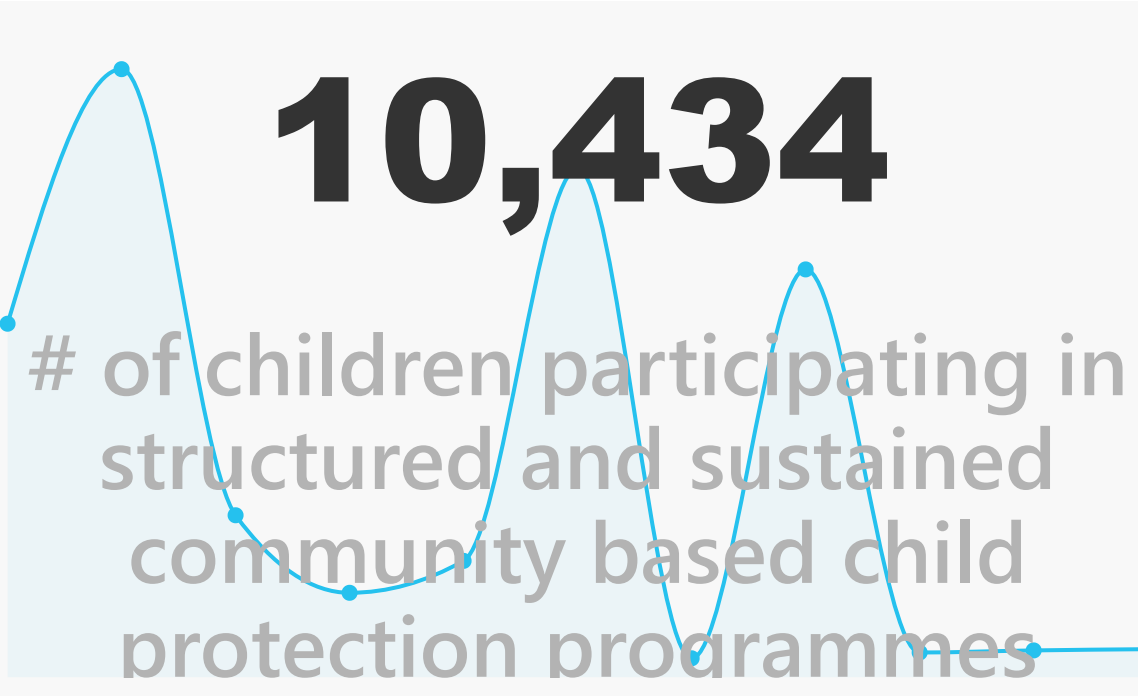 10,434
# of children participating in
structured and sustained
community based child
protection programmes